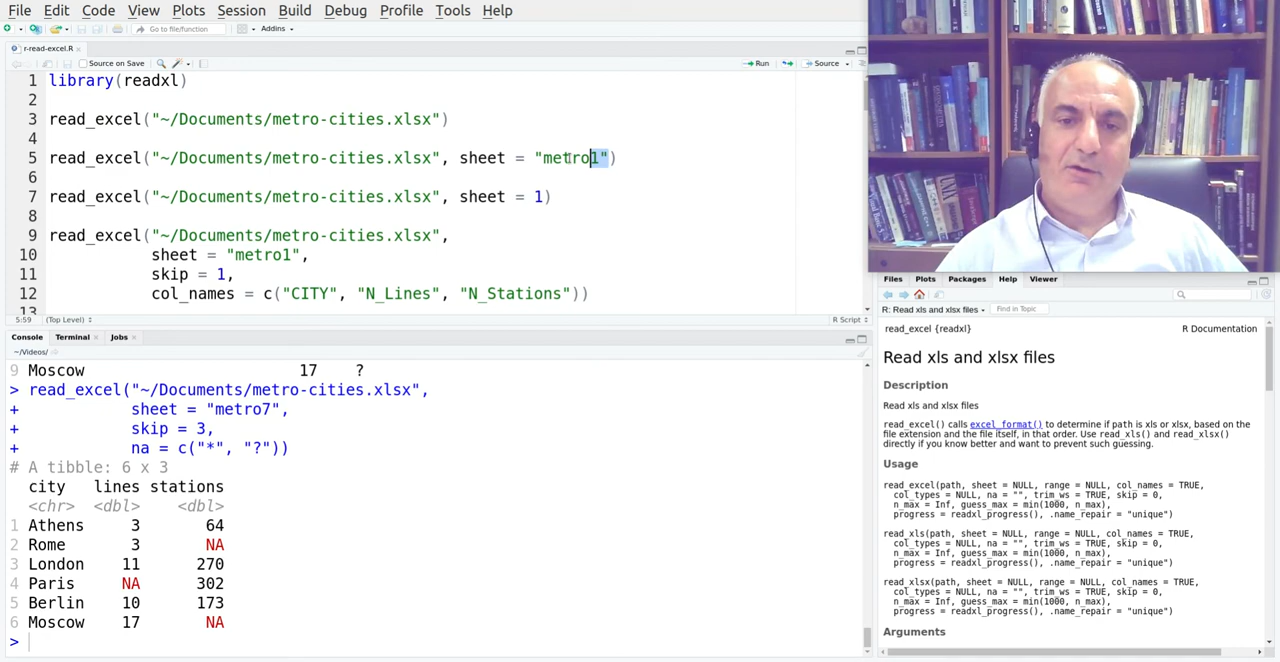 File Edit Code View Plots Session Build Debug Profile Tools Help
Go to file/function Addins
r-read-excel.R
Source on Save Run Source
1 library(readxl)
2
3 read_excel("~/Documents/metro-cities.xlsx")
4
5 read_excel("~/Documents/metro-cities.xlsx", sheet = "metro1")
6
7 read_excel("~/Documents/metro-cities.xlsx", sheet = 1)
8
9 read_excel("~/Documents/metro-cities.xlsx",
10 sheet = "metro1",
11 skip = 1,
12 col_names = c("CITY", "N_Lines", "N_Stations"))
13
5:59 (Top Level) R Script
Console Terminal Jobs
~/Videos/
9 Moscow 17 ?
> read_excel("~/Documents/metro-cities.xlsx",
+ sheet = "metro7",
+ skip = 3,
+ na = c("*", "?"))
# A tibble: 6 x 3
city lines stations
<chr> <dbl> <dbl>
1 Athens 3 64
2 Rome 3 NA
3 London 11 270
4 Paris NA 302
5 Berlin 10 173
6 Moscow 17 NA
>
Files Plots Packages Help Viewer
R: Read xls and xlsx files Find in Topic
read_excel {readxl} R Documentation
Read xls and xlsx files
Description
Read xls and xlsx files
read_excel() calls excel_format() to determine if path is xls or xlsx, based on the
file extension and the file itself, in that order. Use read_xls() and read_xlsx()
directly if you know better and want to prevent such guessing.
Usage
read_excel(path, sheet = NULL, range = NULL, col_names = TRUE,
col_types = NULL, na = "", trim_ws = TRUE, skip = 0,
n_max = Inf, guess_max = min(1000, n_max),
progress = readxl_progress(), .name_repair = "unique")
read_xls(path, sheet = NULL, range = NULL, col_names = TRUE,
col_types = NULL, na = "", trim_ws = TRUE, skip = 0,
n_max = Inf, guess_max = min(1000, n_max),
progress = readxl_progress(), .name_repair = "unique")
read_xlsx(path, sheet = NULL, range = NULL, col_names = TRUE,
col_types = NULL, na = "", trim_ws = TRUE, skip = 0,
n_max = Inf, guess_max = min(1000, n_max),
progress = readxl_progress(), .name_repair = "unique")
Arguments